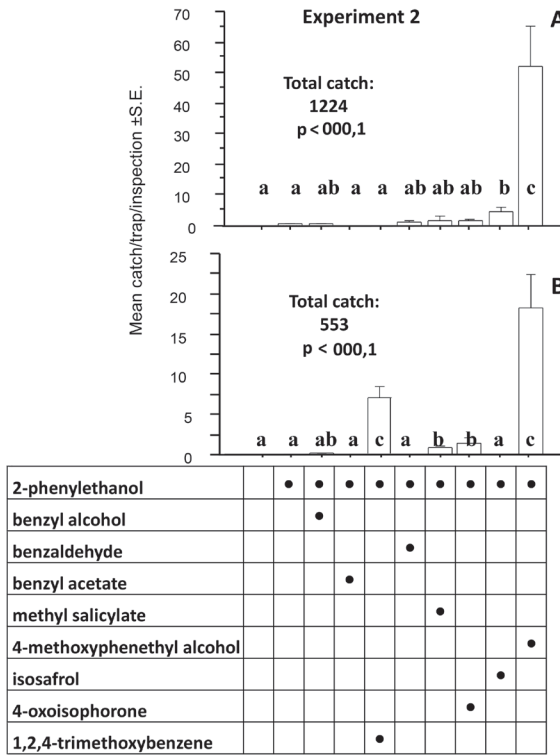 Experiment 2
A
70
60
50
40
30
20
10
0
Total catch:
1224
p < 000,1
a a ab a a ab ab ab b c
Mean catch/trap/inspection ±S.E.
B
25
20
15
10
5
0
Total catch:
553
p < 000,1
a a ab a c a b b a c
2-phenylethanol
benzyl alcohol
benzaldehyde
benzyl acetate
methyl salicylate
4-methoxyphenethyl alcohol
isosafrol
4-oxoisophorone
1,2,4-trimethoxybenzene